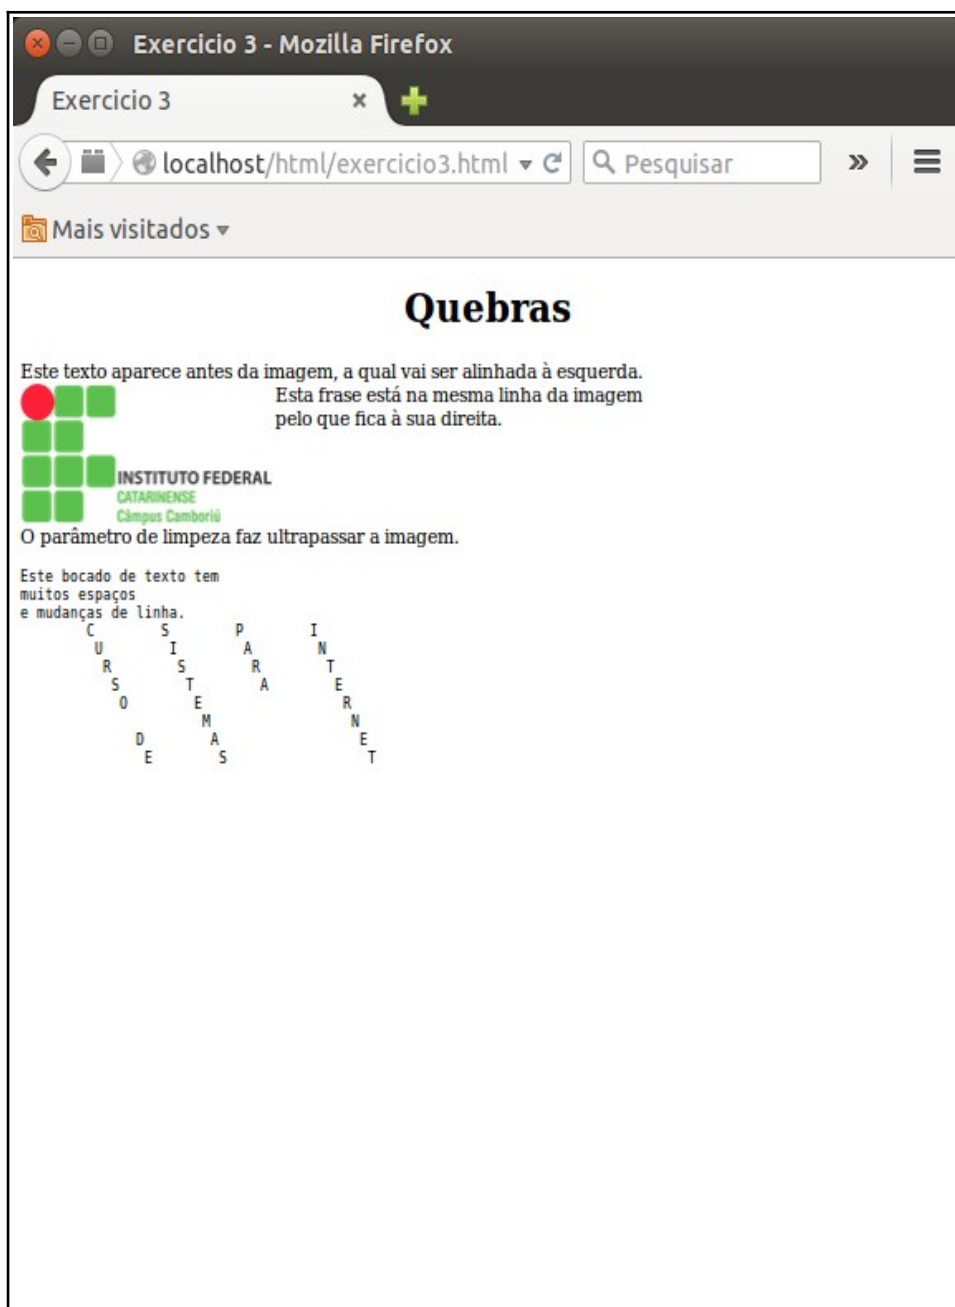 Exercicio 3 - Mozilla Firefox
Exercicio 3
localhost/html/exercicio3.html Pesquisar »
Mais visitados
Quebras
Este texto aparece antes da imagem, a qual vai ser alinhada à esquerda.
Esta frase está na mesma linha da imagem
pelo que fica à sua direita.
INSTITUTO FEDERAL
CATARINENSE
Câmpus Camboriú
O parâmetro de limpeza faz ultrapassar a imagem.
Este bocado de texto tem
muitos espaços
e mudanças de linha.
        C        S        P        I
         U        I        A        N
          R        S        R        T
           S        T        A        E
            O        E                 R
                      M                 N
              D        A                 E
               E        S                 T